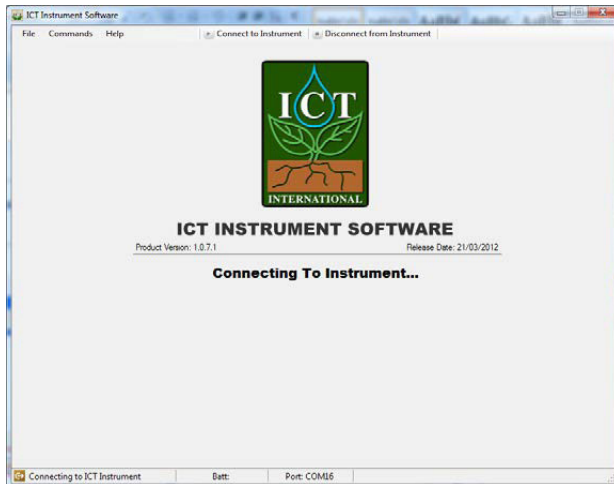 ICT Instrument Software
File Commands Help Connect to Instrument Disconnect from Instrument
ICT
INTERNATIONAL
ICT INSTRUMENT SOFTWARE
Product Version: 1.0.7.1 Release Date: 21/03/2012
Connecting To Instrument...
Connecting to ICT Instrument Batt: Port: COM16